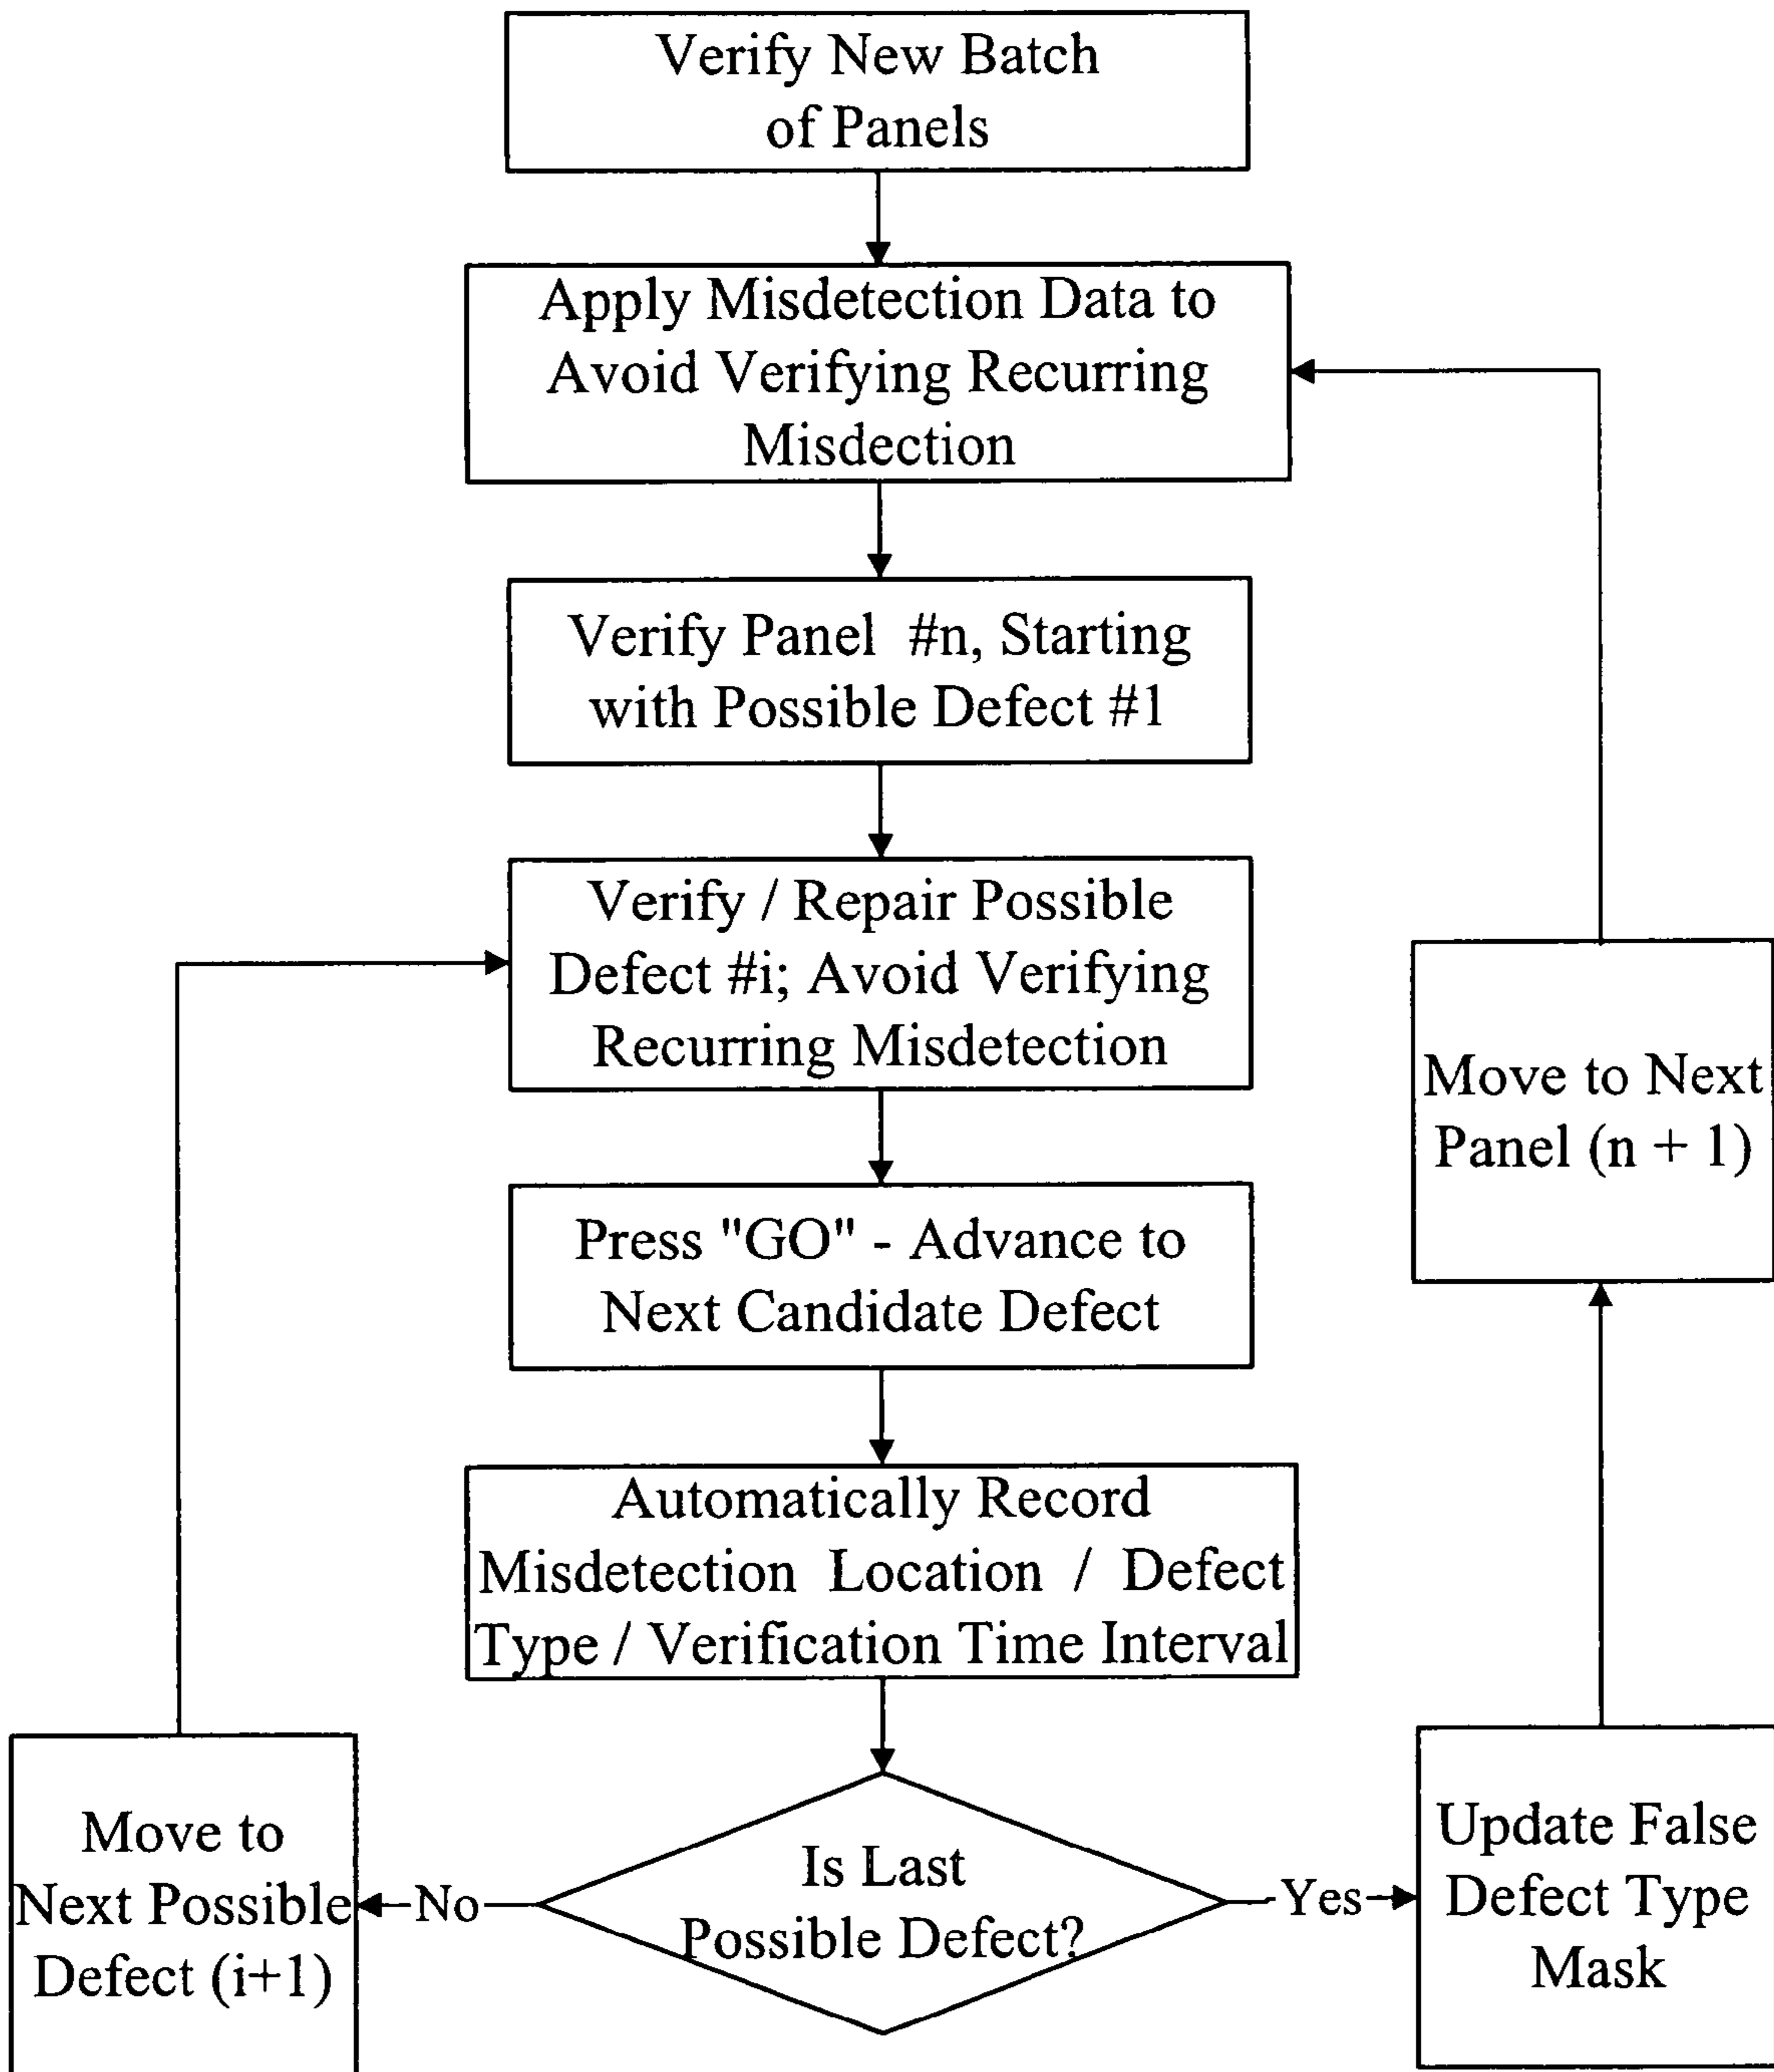 Verify New Batch
of Panels
Apply Misdetection Data to
Avoid Verifying Recurring
Misdection
Verify Panel #n, Starting
with Possible Defect #1
Verify / Repair Possible
Defect #i; Avoid Verifying
Recurring Misdetection
Move to Next
Panel (n + 1)
Press "GO" - Advance to
Next Candidate Defect
Automatically Record
Misdetection Location / Defect
Type / Verification Time Interval
Move to
Next Possible
Defect (i+1)
No
Is Last
Possible Defect?
Yes
Update False
Defect Type
Mask